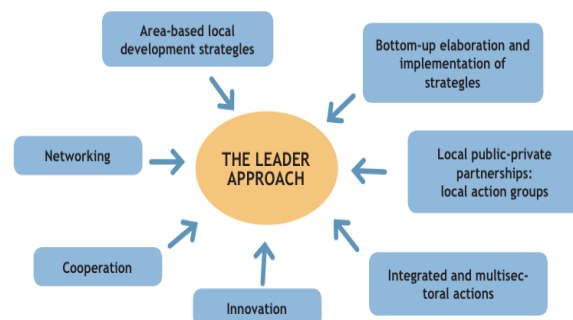 Area-based local
development strategies
Bottom-up elaboration and
implementation of
strategies
Networking
THE LEADER
APPROACH
Local public-private
partnerships:
local action groups
Cooperation
Integrated and multisec-
toral actions
Innovation